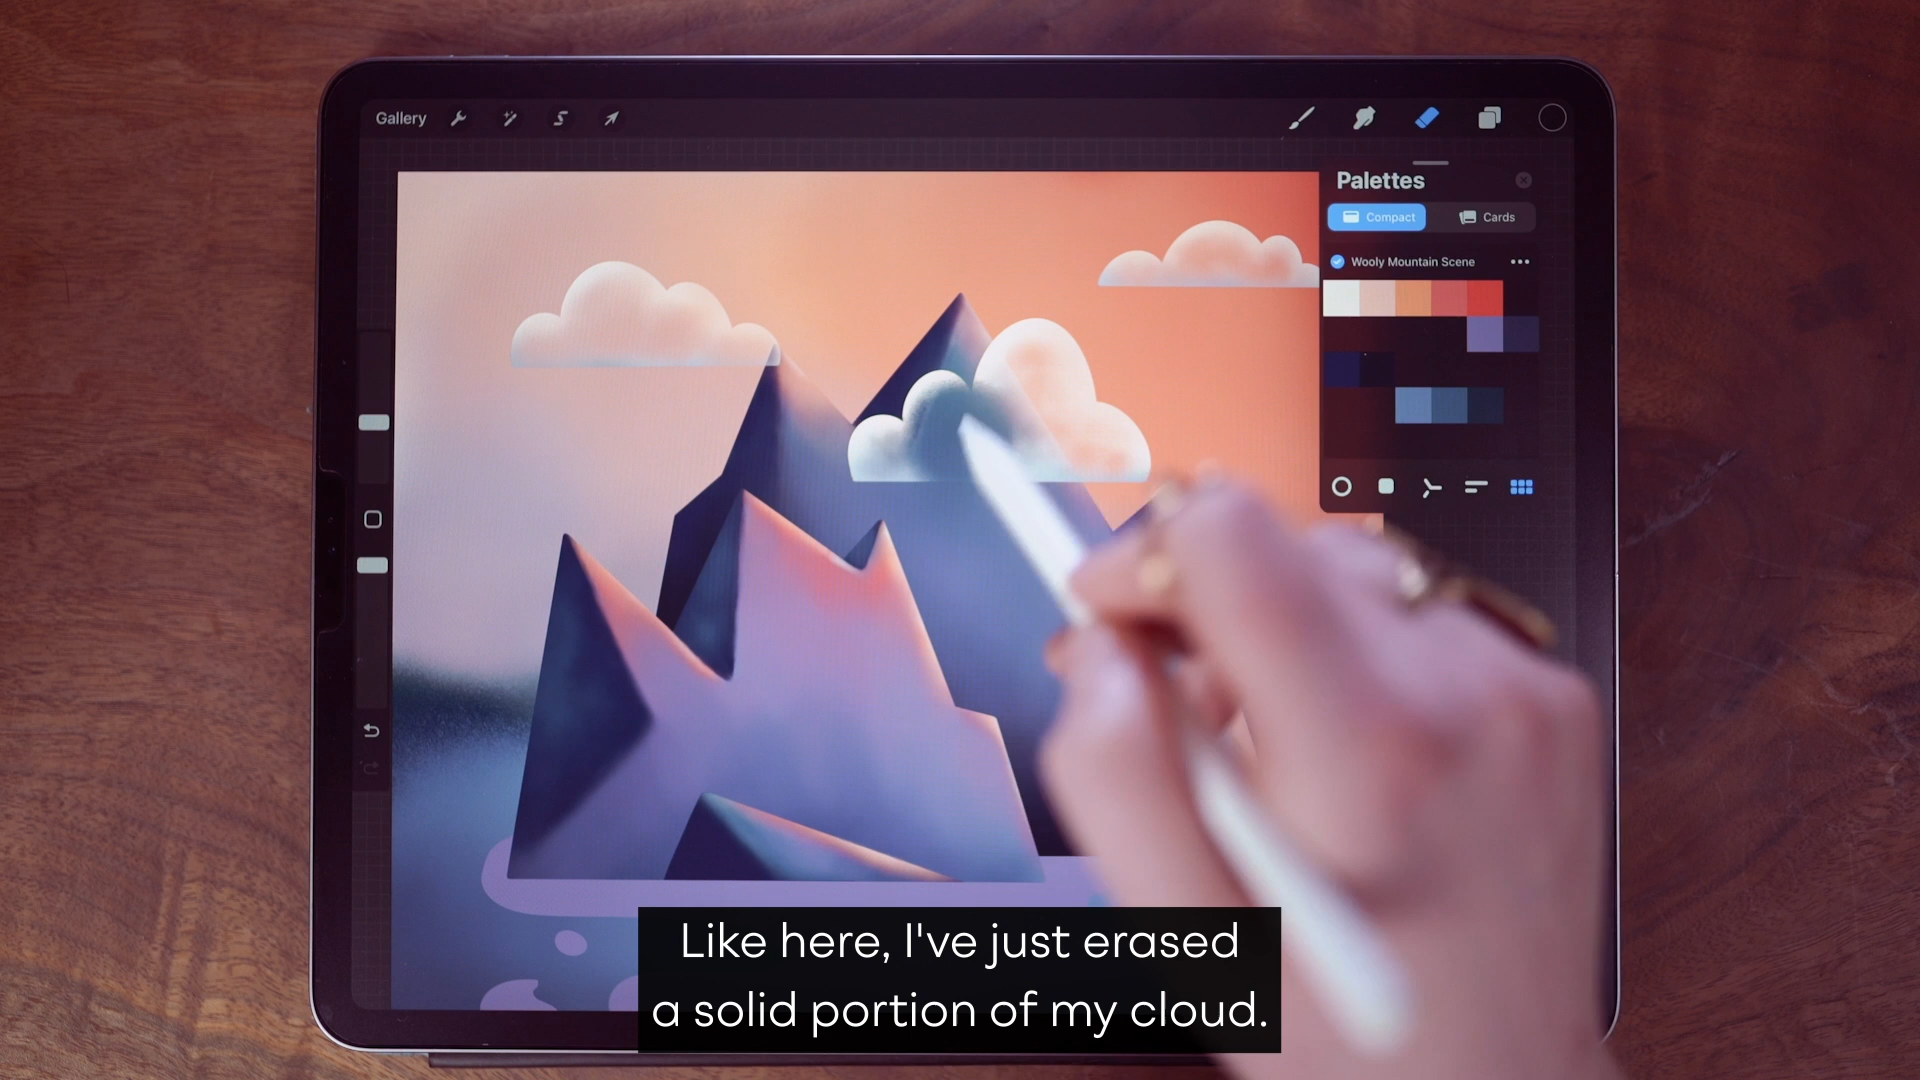 Gallery
Palettes
Compact
Cards
Wooly Mountain Scene
Like here, I've just erased
a solid portion of my cloud.